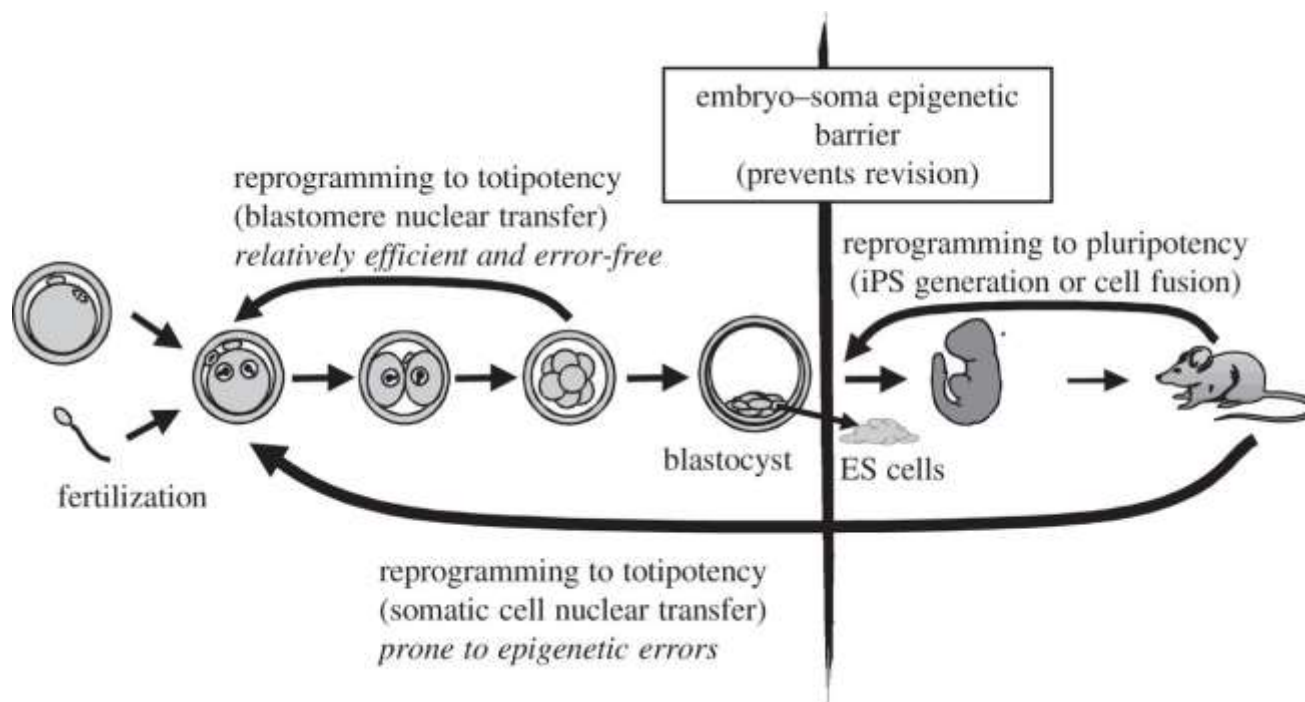 embryo–soma epigenetic
barrier
(prevents revision)
reprogramming to totipotency
(blastomere nuclear transfer)
relatively efficient and error-free
reprogramming to pluripotency
(iPS generation or cell fusion)
fertilization
blastocyst
ES cells
reprogramming to totipotency
(somatic cell nuclear transfer)
prone to epigenetic errors